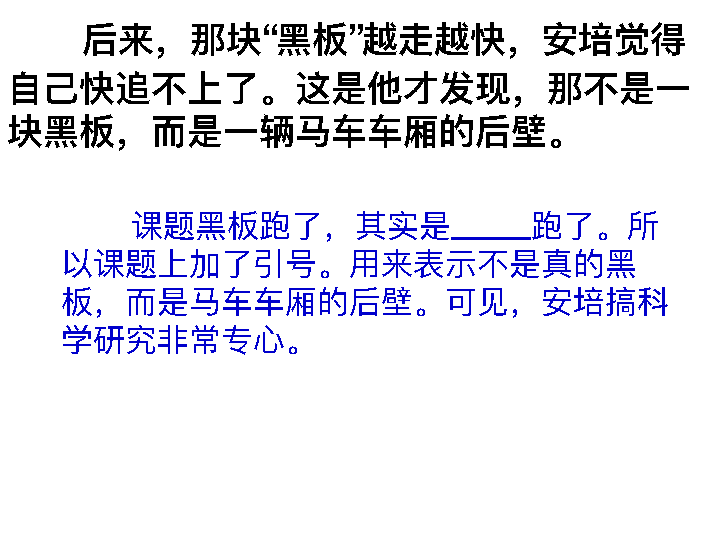 后来，那块“黑板”越走越快，安培觉得
自己快追不上了。这是他才发现，那不是一
块黑板，而是一辆马车车厢的后壁。
课题黑板跑了，其实是_____跑了。所
以课题上加了引号。用来表示不是真的黑
板，而是马车车厢的后壁。可见，安培搞科
学研究非常专心。